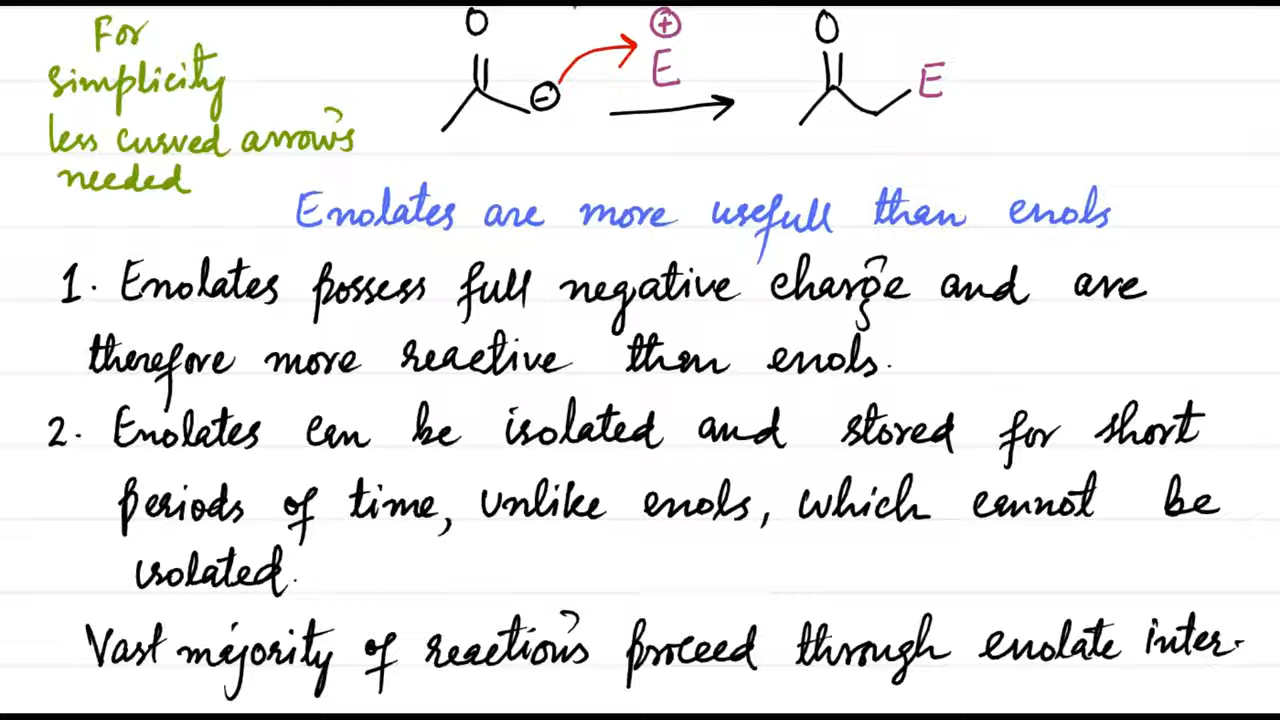 For
simplicity
less curved arrows
needed
O
⊖
⊕
E
O
E
Enolates are more usefull than enols
1. Enolates possess full negative charge and are
therefore more reactive than enols.
2. Enolates can be isolated and stored for short
periods of time, unlike enols, which cannot be
isolated.
Vast majority of reactions proceed through enolate inter-